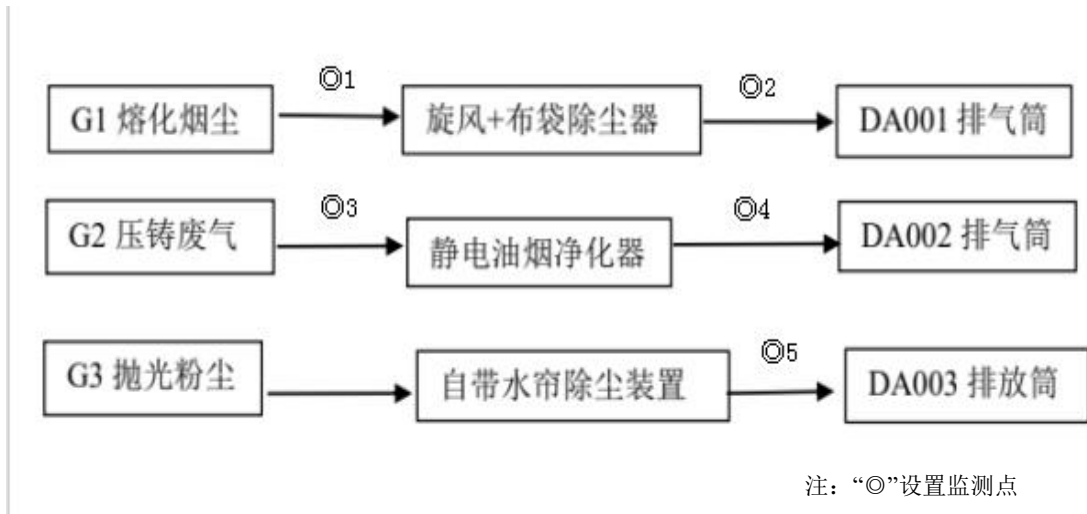 ◎1
◎2
G1 熔化烟尘
旋风+布袋除尘器
DA001 排气筒
◎3
◎4
G2 压铸废气
静电油烟净化器
DA002 排气筒
◎5
G3 抛光粉尘
自带水帘除尘装置
DA003 排放筒
注：“◎”设置监测点